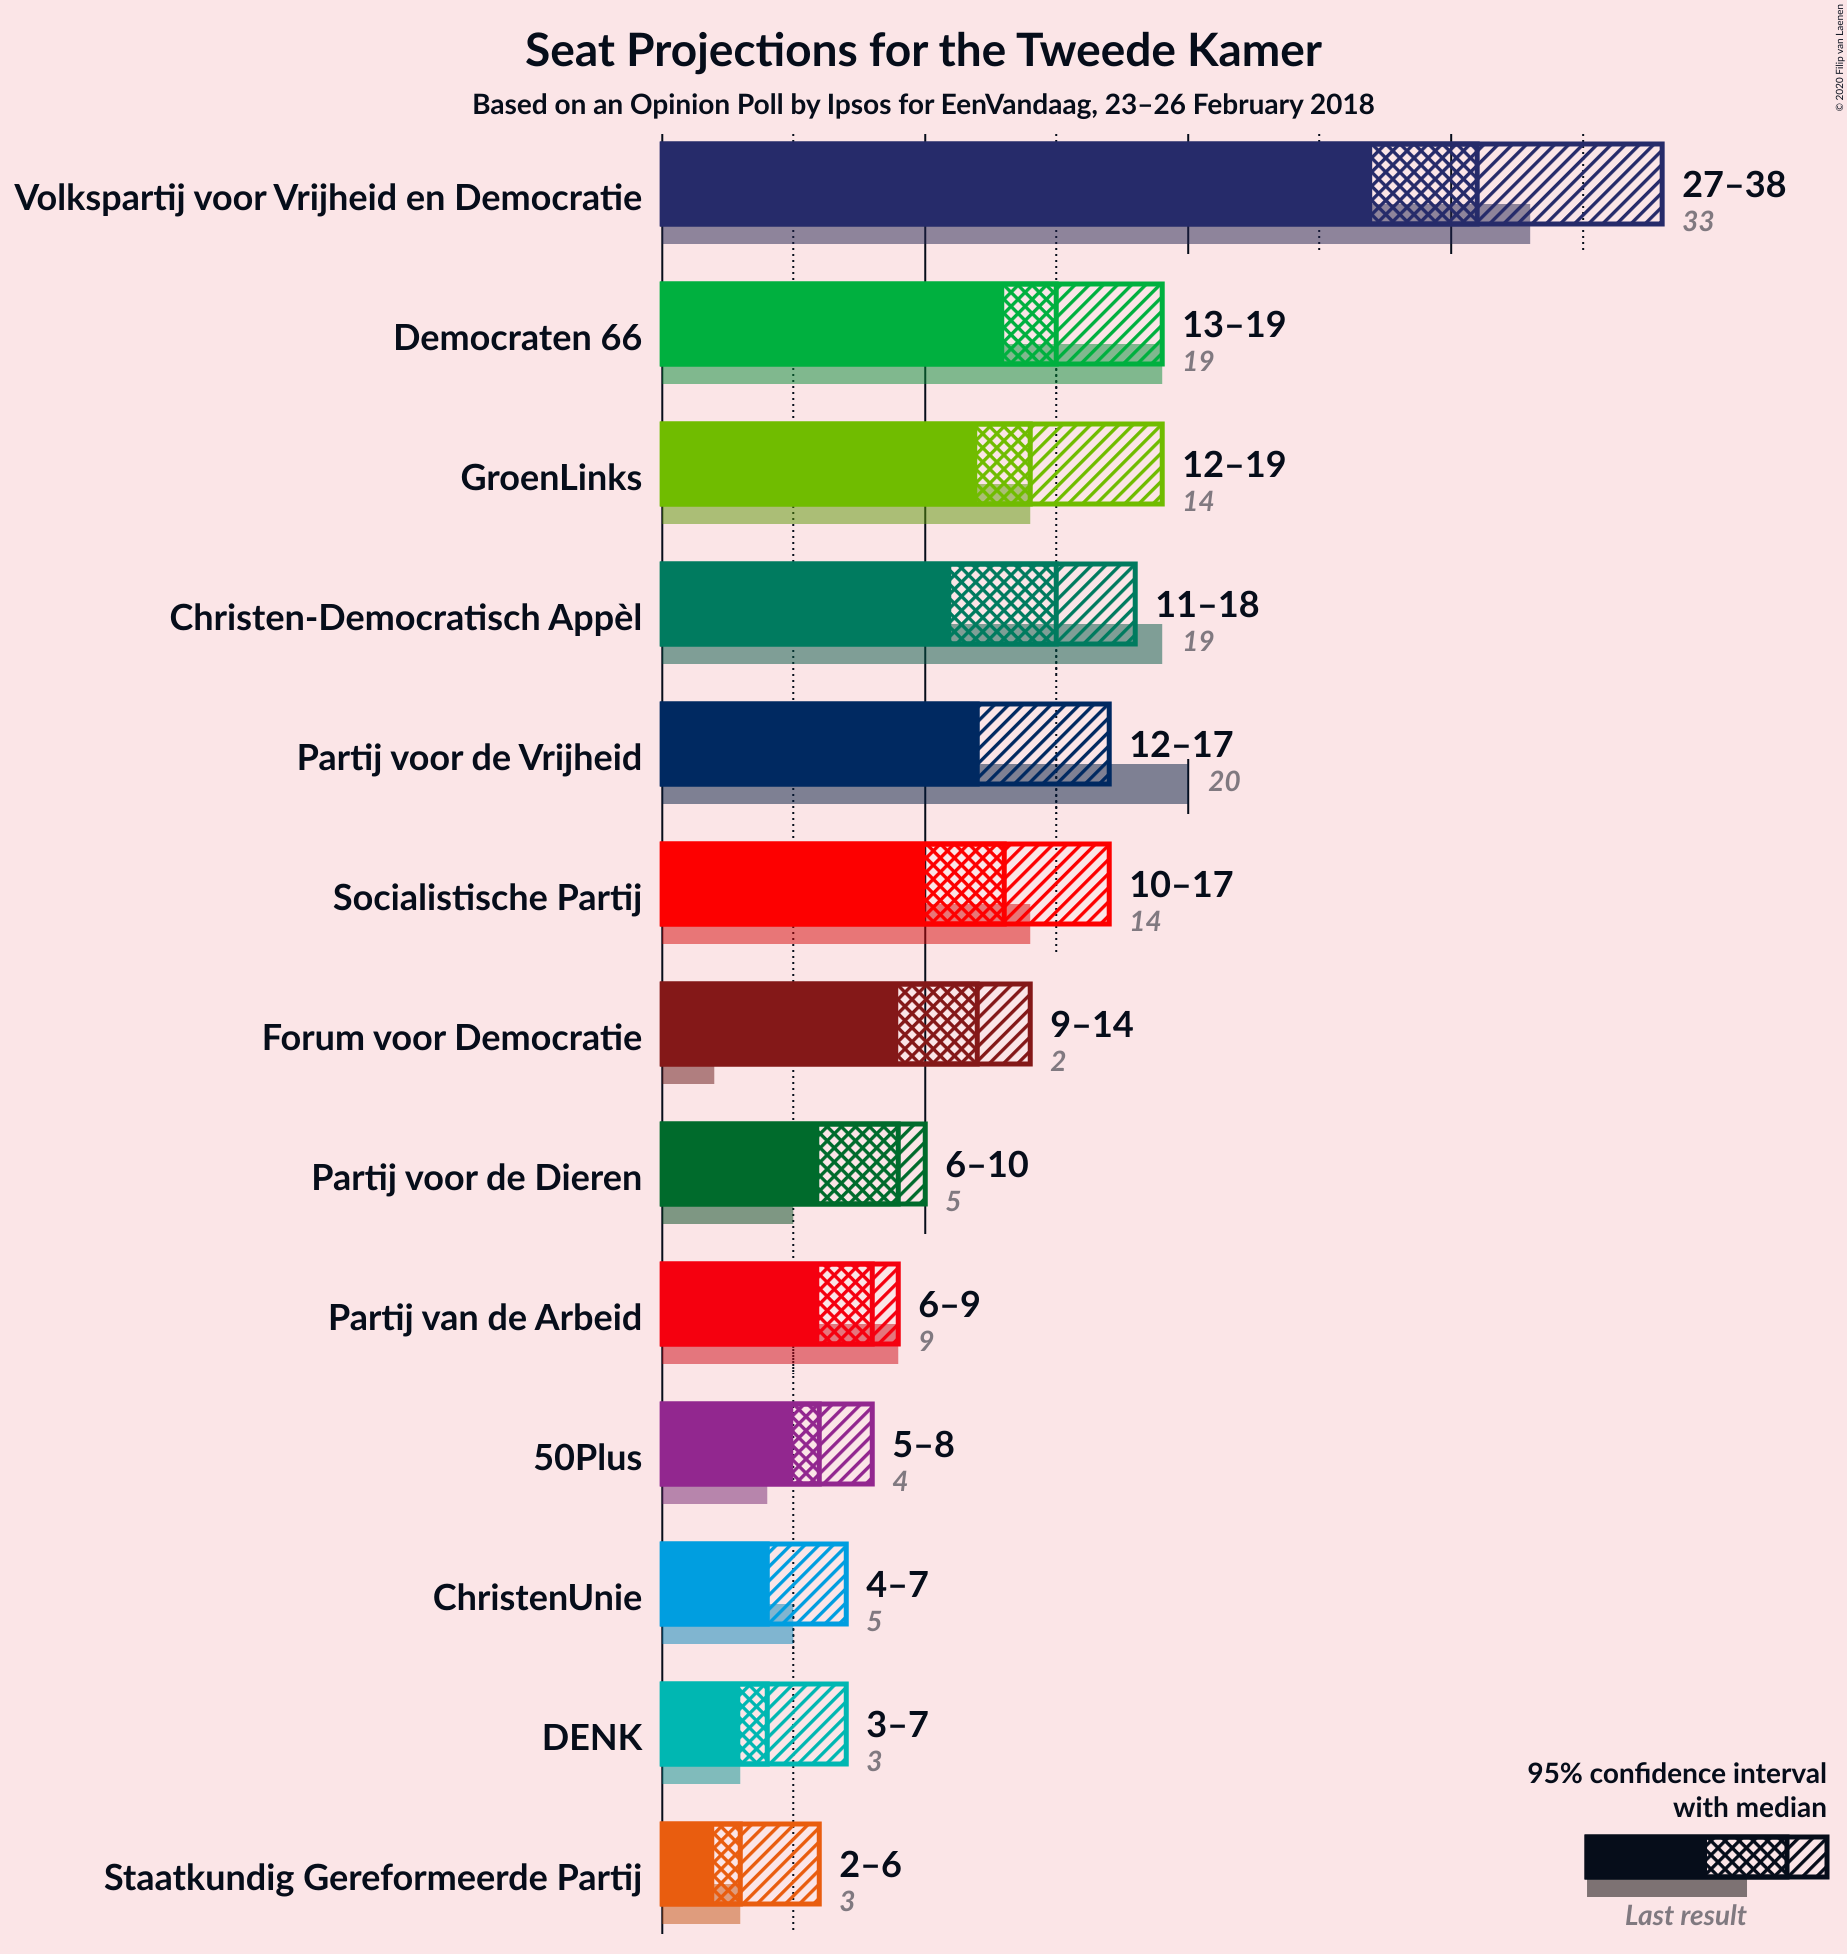 Seat Projections for the Tweede Kamer
Based on an Opinion Poll by Ipsos for EenVandaag, 23–26 February 2018
© 2020 Filip van Laenen
Volkspartij voor Vrijheid en Democratie
27–38
33
Democraten 66
13–19
19
GroenLinks
12–19
14
Christen-Democratisch Appèl
11–18
19
Partij voor de Vrijheid
12–17
20
Socialistische Partij
10–17
14
Forum voor Democratie
9–14
2
Partij voor de Dieren
6–10
5
Partij van de Arbeid
6–9
9
50Plus
5–8
4
ChristenUnie
4–7
5
DENK
3–7
3
Staatkundig Gereformeerde Partij
2–6
3
95% confidence interval
with median
Last result